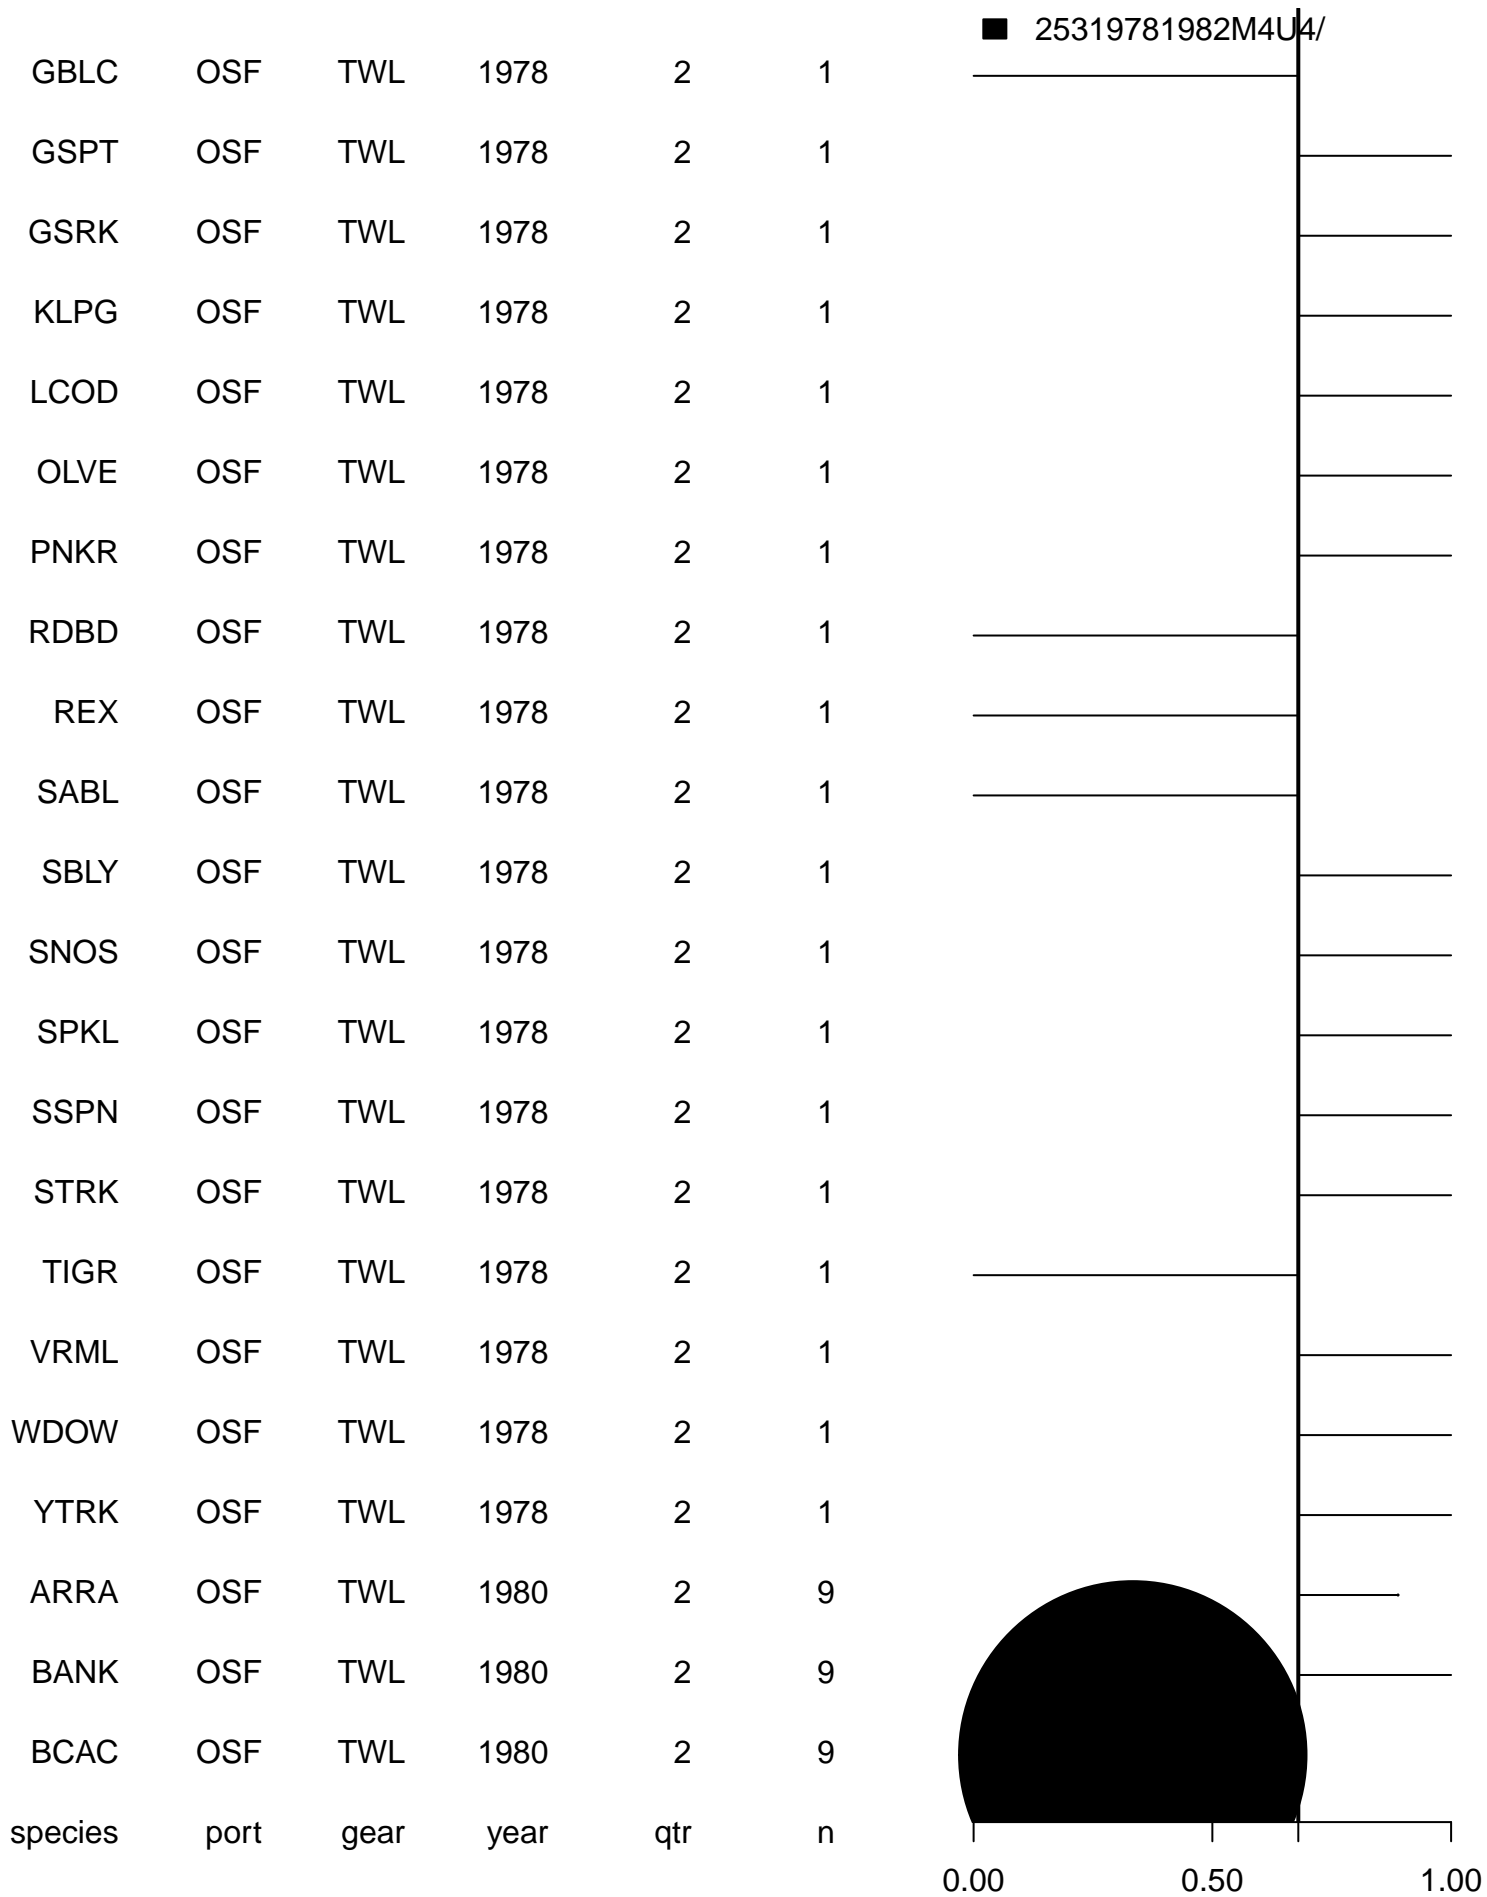 25319781982M4U4/
GBLC OSF TWL 1978 2 1
GSPT OSF TWL 1978 2 1
GSRK OSF TWL 1978 2 1
KLPG OSF TWL 1978 2 1
LCOD OSF TWL 1978 2 1
OLVE OSF TWL 1978 2 1
PNKR OSF TWL 1978 2 1
RDBD OSF TWL 1978 2 1
REX OSF TWL 1978 2 1
SABL OSF TWL 1978 2 1
SBLY OSF TWL 1978 2 1
SNOS OSF TWL 1978 2 1
SPKL OSF TWL 1978 2 1
SSPN OSF TWL 1978 2 1
STRK OSF TWL 1978 2 1
TIGR OSF TWL 1978 2 1
VRML OSF TWL 1978 2 1
WDOW OSF TWL 1978 2 1
YTRK OSF TWL 1978 2 1
ARRA OSF TWL 1980 2 9
BANK OSF TWL 1980 2 9
BCAC OSF TWL 1980 2 9
species port gear year qtr n
0.00 0.50 1.00